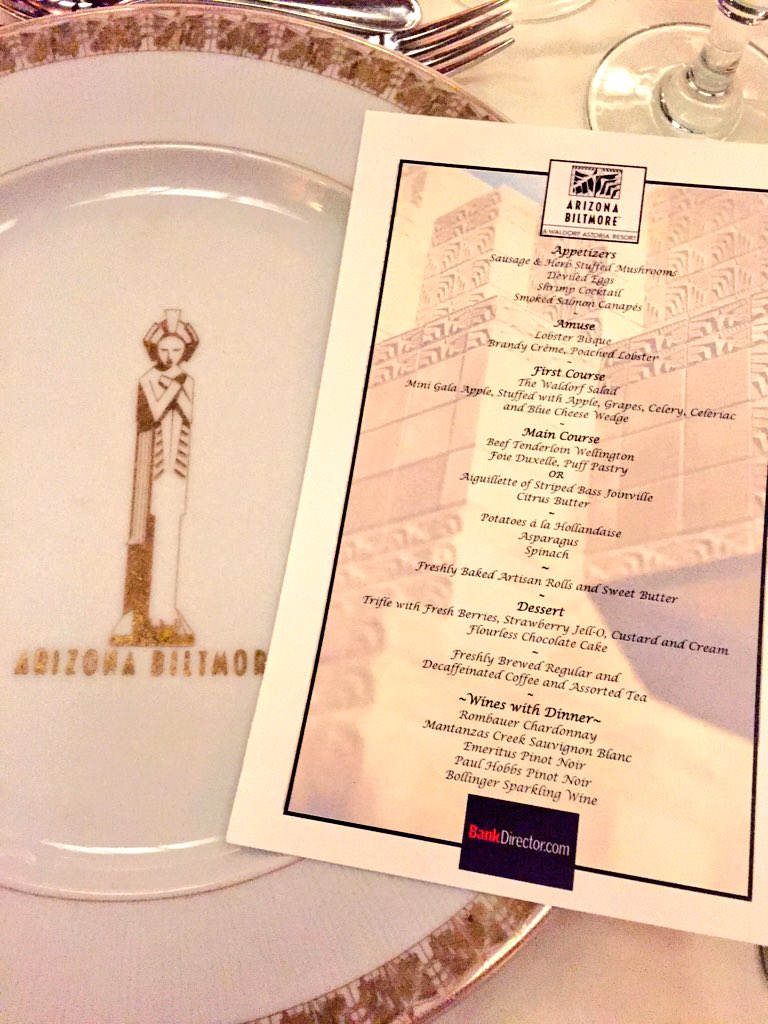 ARIZONA BILTMOR
ARIZONA
BILTMORE
A WALDORF ASTORIA RESORT
Appetizers
Sausage & Herb Stuffed Mushrooms
Deviled Eggs
Shrimp Cocktail
Smoked Salmon Canapés
~
Amuse
Lobster Bisque
Brandy Créme, Poached Lobster
~
First Course
The Waldorf Salad
Mini Gala Apple, Stuffed with Apple, Grapes, Celery, Celeriac
and Blue Cheese Wedge
~
Main Course
Beef Tenderloin Wellington
Foie Duxelle, Puff Pastry
OR
Aiguillette of Striped Bass Joinville
Citrus Butter
~
Potatoes á la Hollandaise
Asparagus
Spinach
~
Freshly Baked Artisan Rolls and Sweet Butter
~
Dessert
Trifle with Fresh Berries, Strawberry Jell-O, Custard and Cream
Flourless Chocolate Cake
~
Freshly Brewed Regular and
Decaffeinated Coffee and Assorted Tea
~
~Wines with Dinner~
Rombauer Chardonnay
Mantanzas Creek Sauvignon Blanc
Emeritus Pinot Noir
Paul Hobbs Pinot Noir
Bollinger Sparkling Wine
BankDirector.com